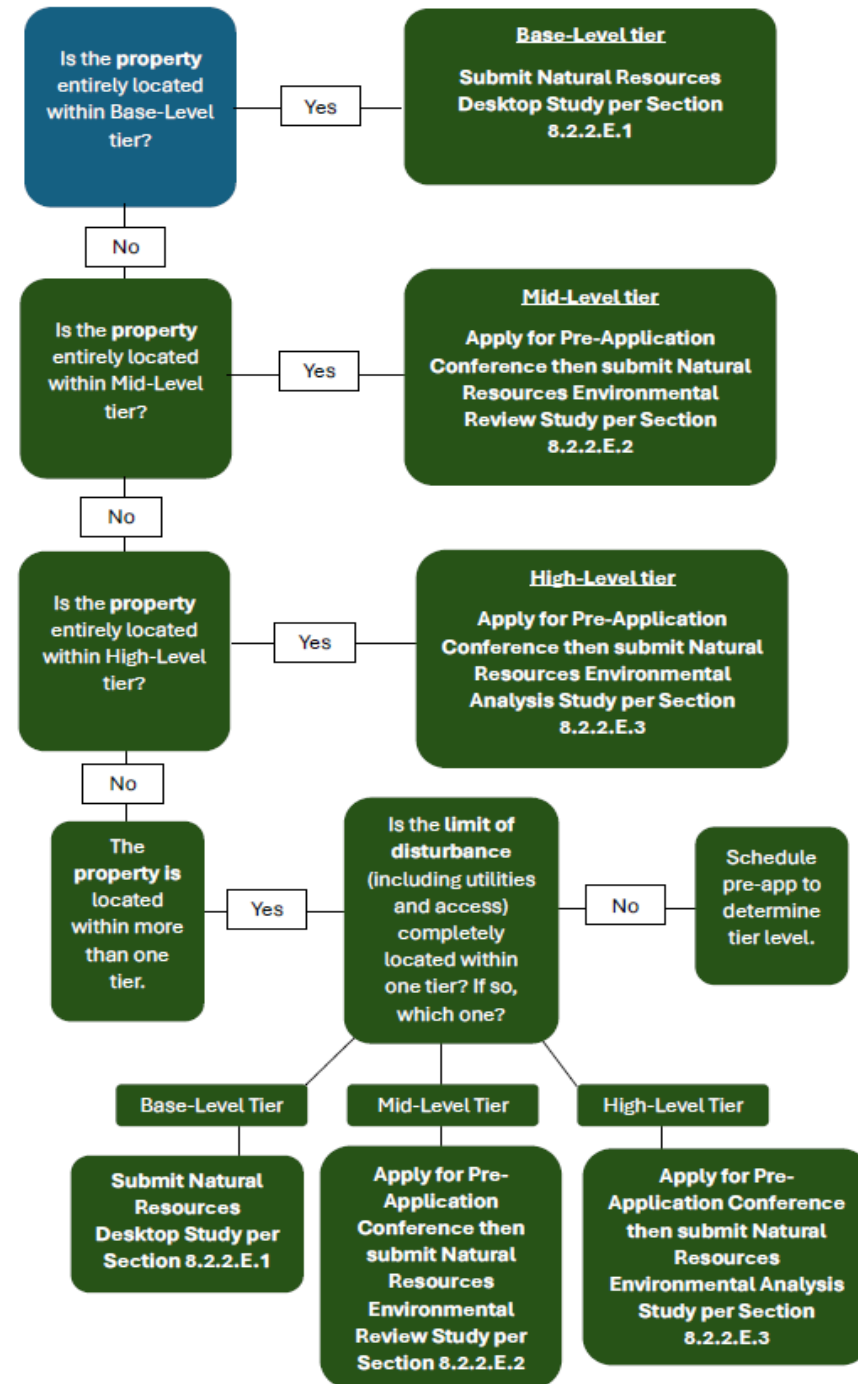 Is the property
entirely located
within Base-Level
tier?
Yes
Base-Level tier
Submit Natural Resources
Desktop Study per Section
8.2.2.E.1
No
Is the property
entirely located
within Mid-Level
tier?
Yes
Mid-Level tier
Apply for Pre-Application
Conference then submit Natural
Resources Environmental
Review Study per Section
8.2.2.E.2
No
Is the property
entirely located
within High-Level
tier?
Yes
High-Level tier
Apply for Pre-Application
Conference then submit Natural
Resources Environmental
Analysis Study per Section
8.2.2.E.3
No
The
property is
located
within more
than one
tier.
Yes
Is the limit of
disturbance
(including utilities
and access)
completely
located within
one tier? If so,
which one?
No
Schedule
pre-app to
determine
tier level.
Base-Level Tier
Mid-Level Tier
High-Level Tier
Submit Natural
Resources
Desktop Study per
Section 8.2.2.E.1
Apply for Pre-
Application
Conference then
submit Natural
Resources
Environmental
Review Study per
Section 8.2.2.E.2
Apply for Pre-
Application Conference
then submit Natural
Resources
Environmental Analysis
Study per Section
8.2.2.E.3